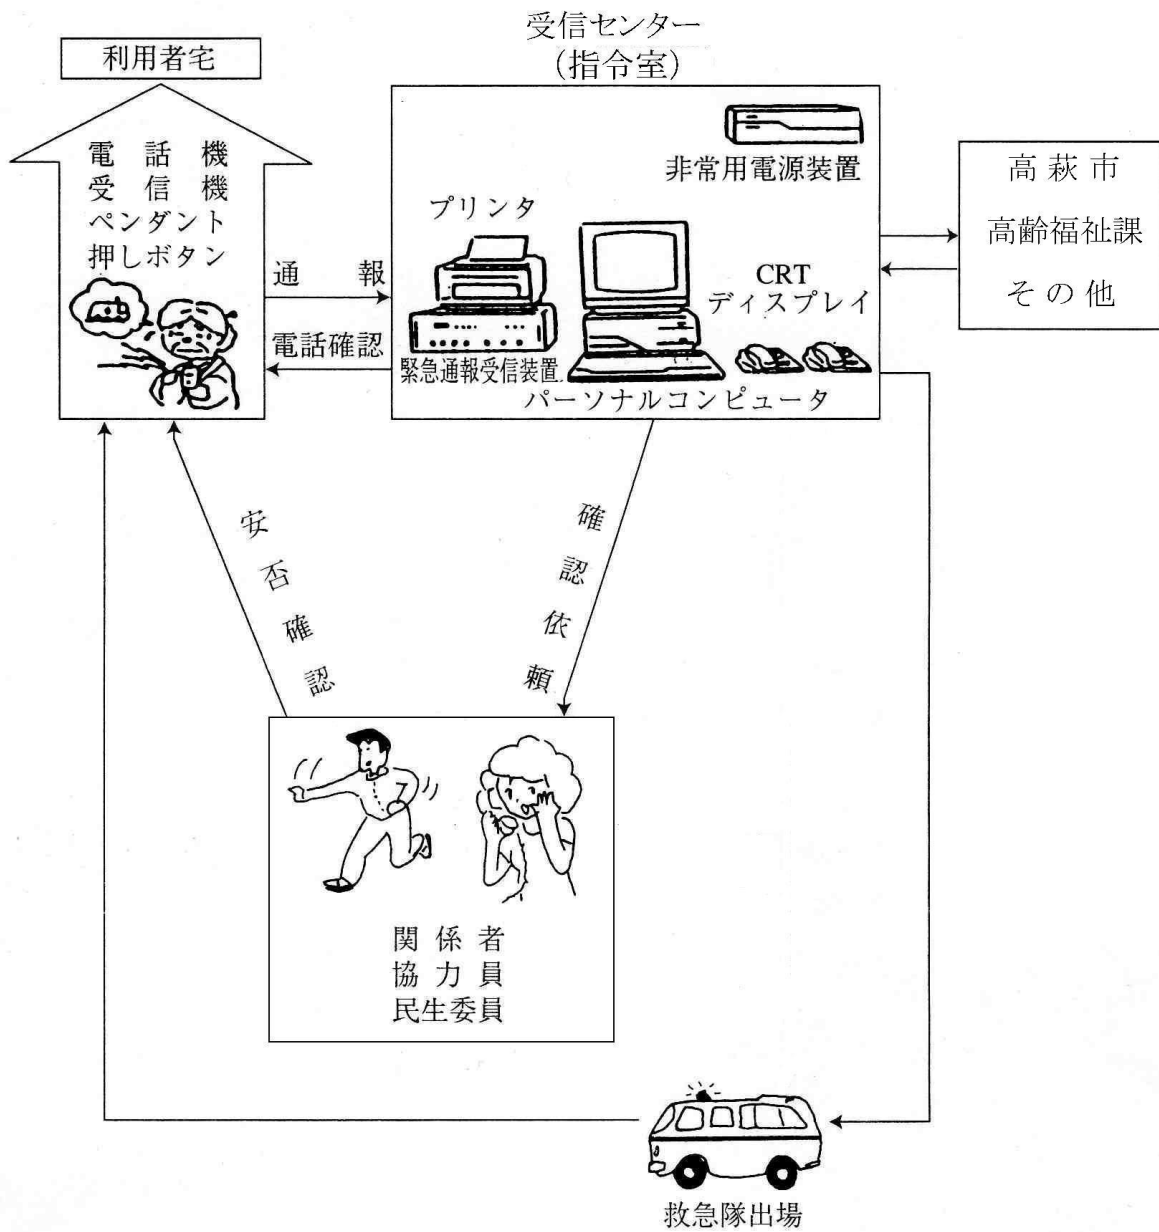 受信センター
(指令室)
利用者宅
電話機
受信機
ペンダント
押しボタン
通報
電話確認
非常用電源装置
プリンタ
CRT
ディスプレイ
緊急通報受信装置
パーソナルコンピュータ
高萩市
高齢福祉課
その他
安否確認
確認依頼
関係者
協力員
民生委員
救急隊出場